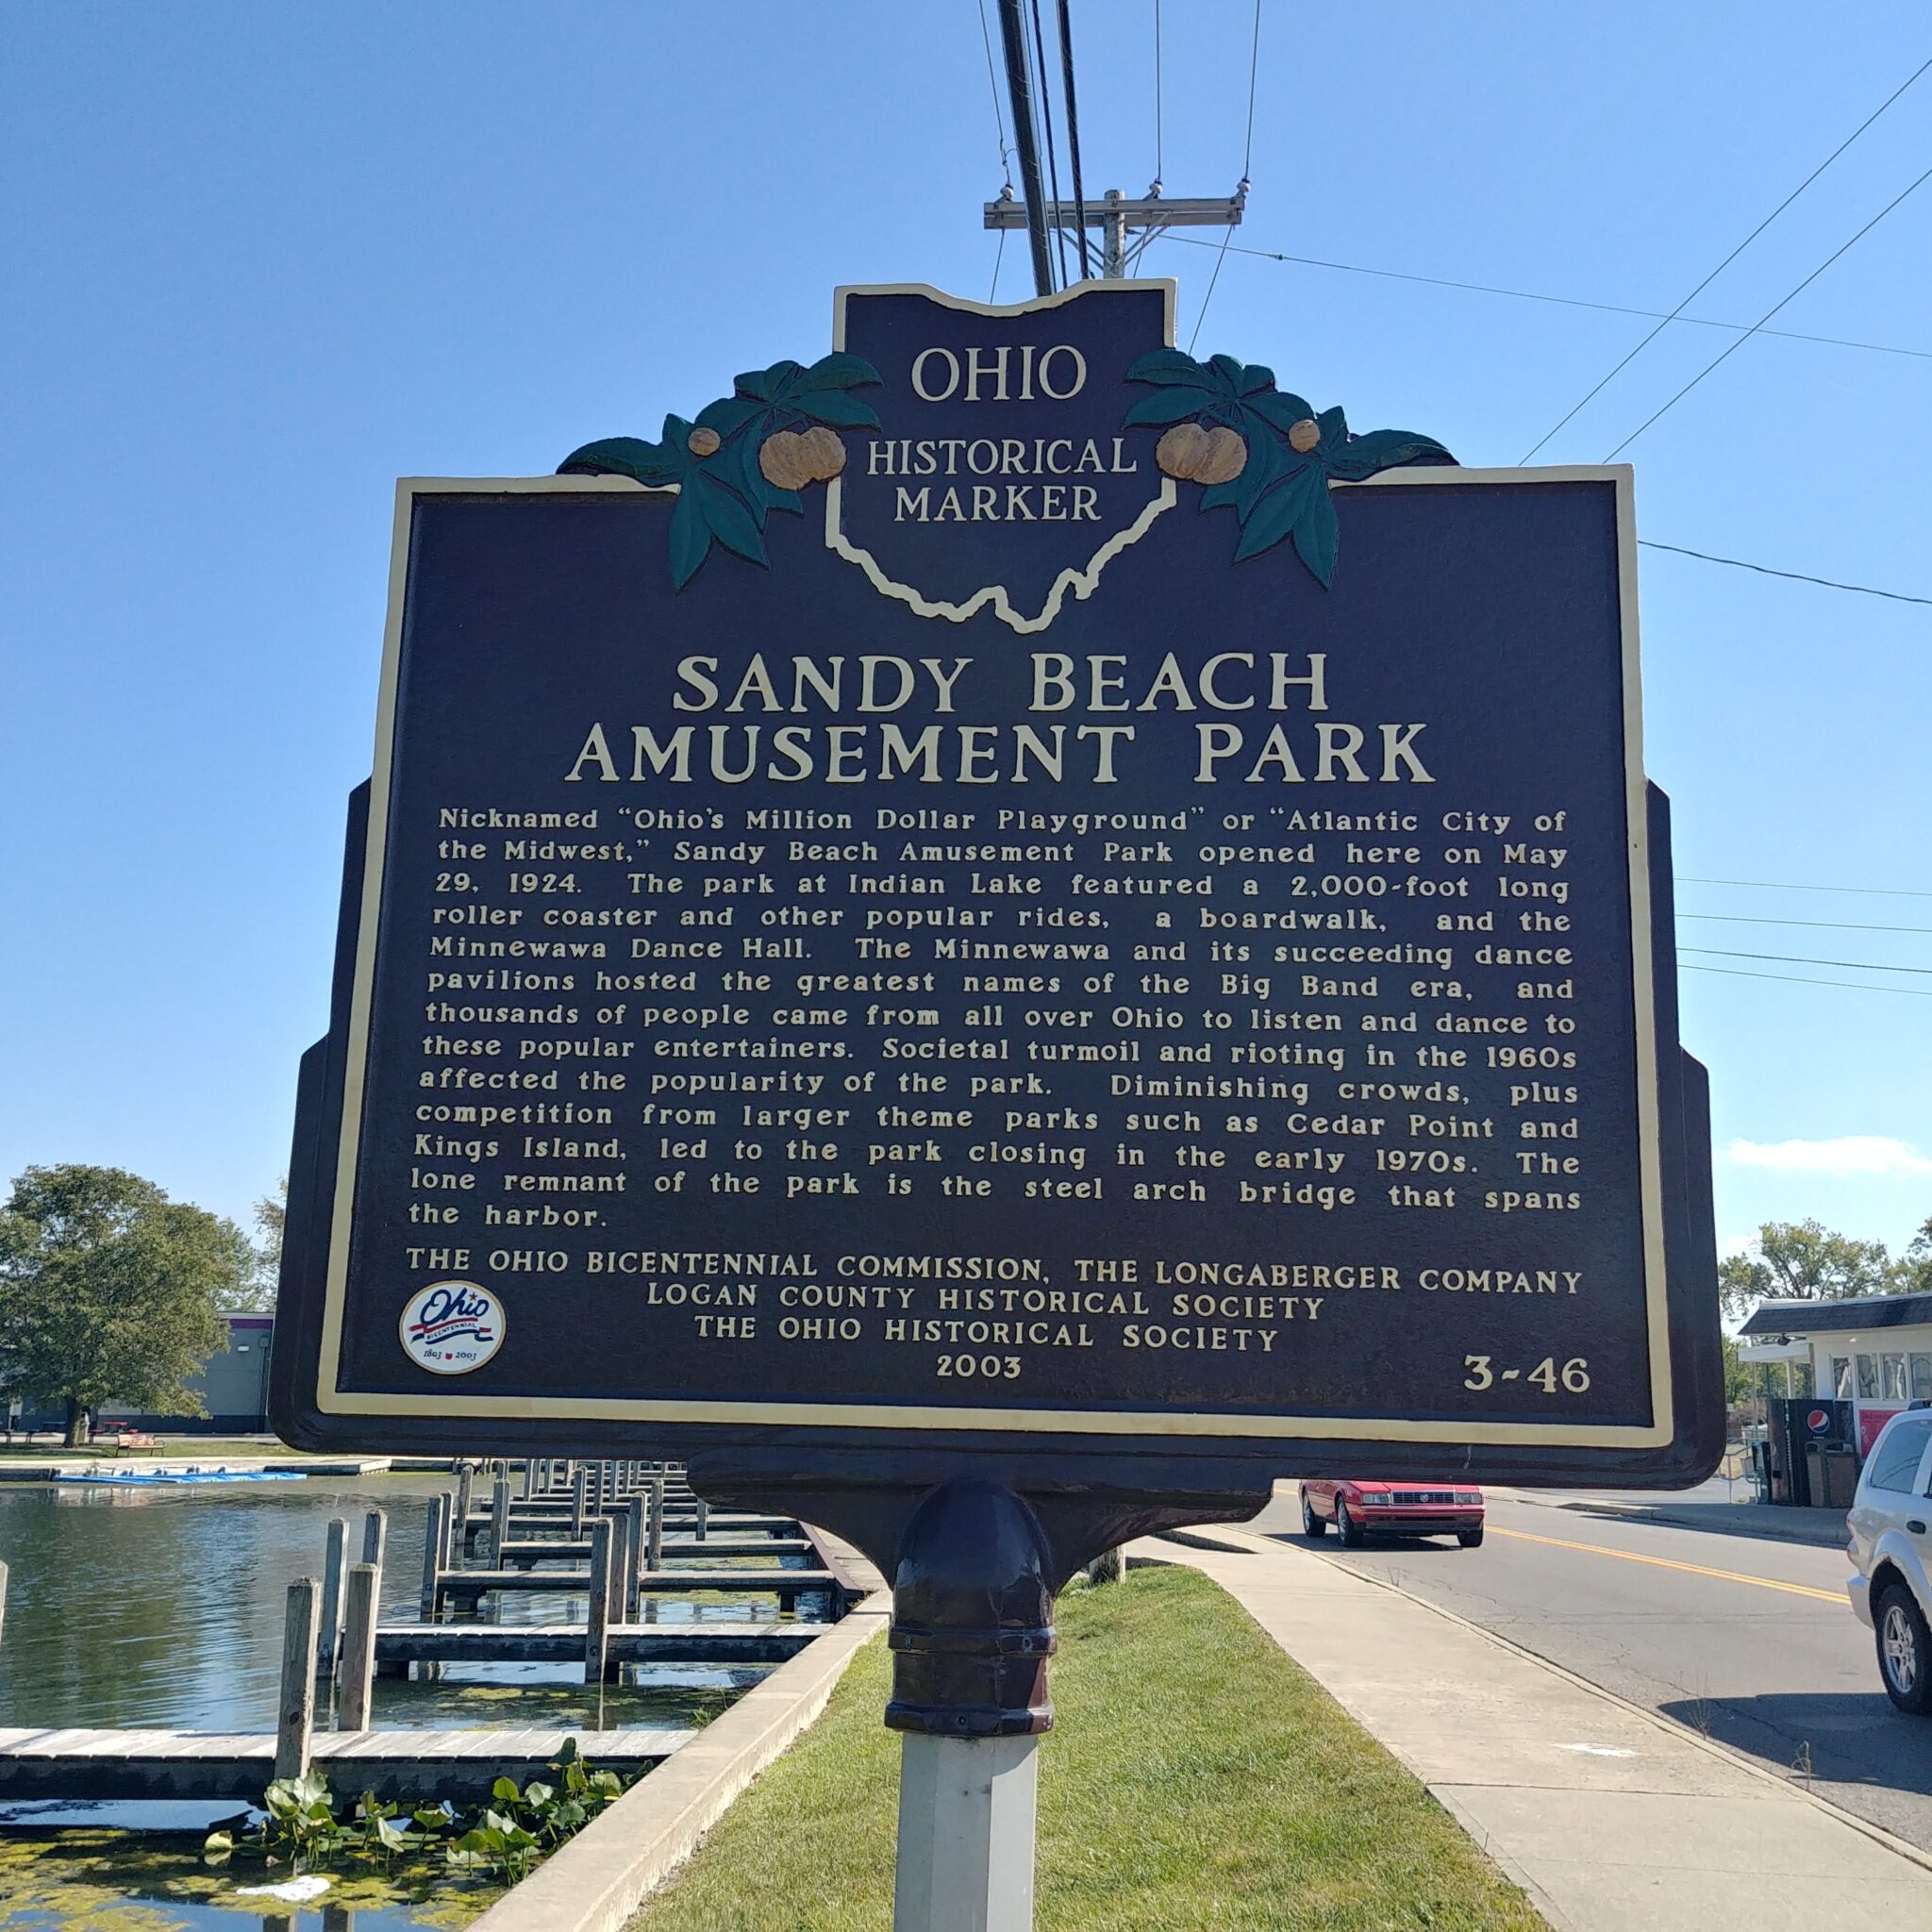 OHIO
HISTORICAL
MARKER
SANDY BEACH
AMUSEMENT PARK
Nicknamed “Ohio's Million Dollar Playground” or “Atlantic City of
the Midwest,” Sandy Beach Amusement Park opened here on May
29, 1924. The park at Indian Lake featured a 2,000-foot long
roller coaster and other popular rides, a boardwalk, and the
Minnewawa Dance Hall. The Minnewawa and its succeeding dance
pavilions hosted the greatest names of the Big Band era, and
thousands of people came from all over Ohio to listen and dance to
these popular entertainers. Societal turmoil and rioting in the 1960s
affected the popularity of the park. Diminishing crowds, plus
competition from larger theme parks such as Cedar Point and
Kings Island, led to the park closing in the early 1970s. The
lone remnant of the park is the steel arch bridge that spans
the harbor.
THE OHIO BICENTENNIAL COMMISSION, THE LONGABERGER COMPANY
LOGAN COUNTY HISTORICAL SOCIETY
THE OHIO HISTORICAL SOCIETY
2003
3-46
Ohio
BICENTENNIAL
1803 2003